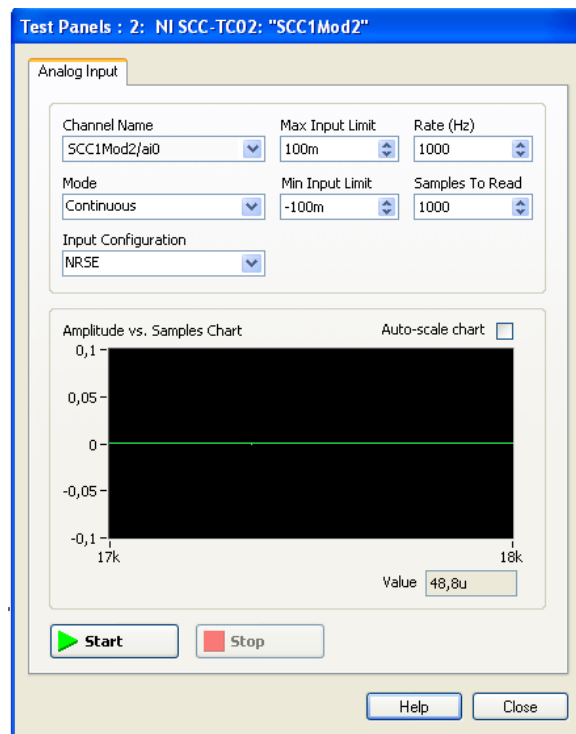 Test Panels : 2: NI SCC-TC02: "SCC1Mod2"
Analog Input
Channel Name Max Input Limit Rate (Hz)
SCC1Mod2/ai0 100m 1000
Mode Min Input Limit Samples To Read
Continuous -100m 1000
Input Configuration
NRSE
Amplitude vs. Samples Chart Auto-scale chart
0,1
0,05
0
-0,05
-0,1
17k 18k
Value 48,8u
Start Stop
Help Close